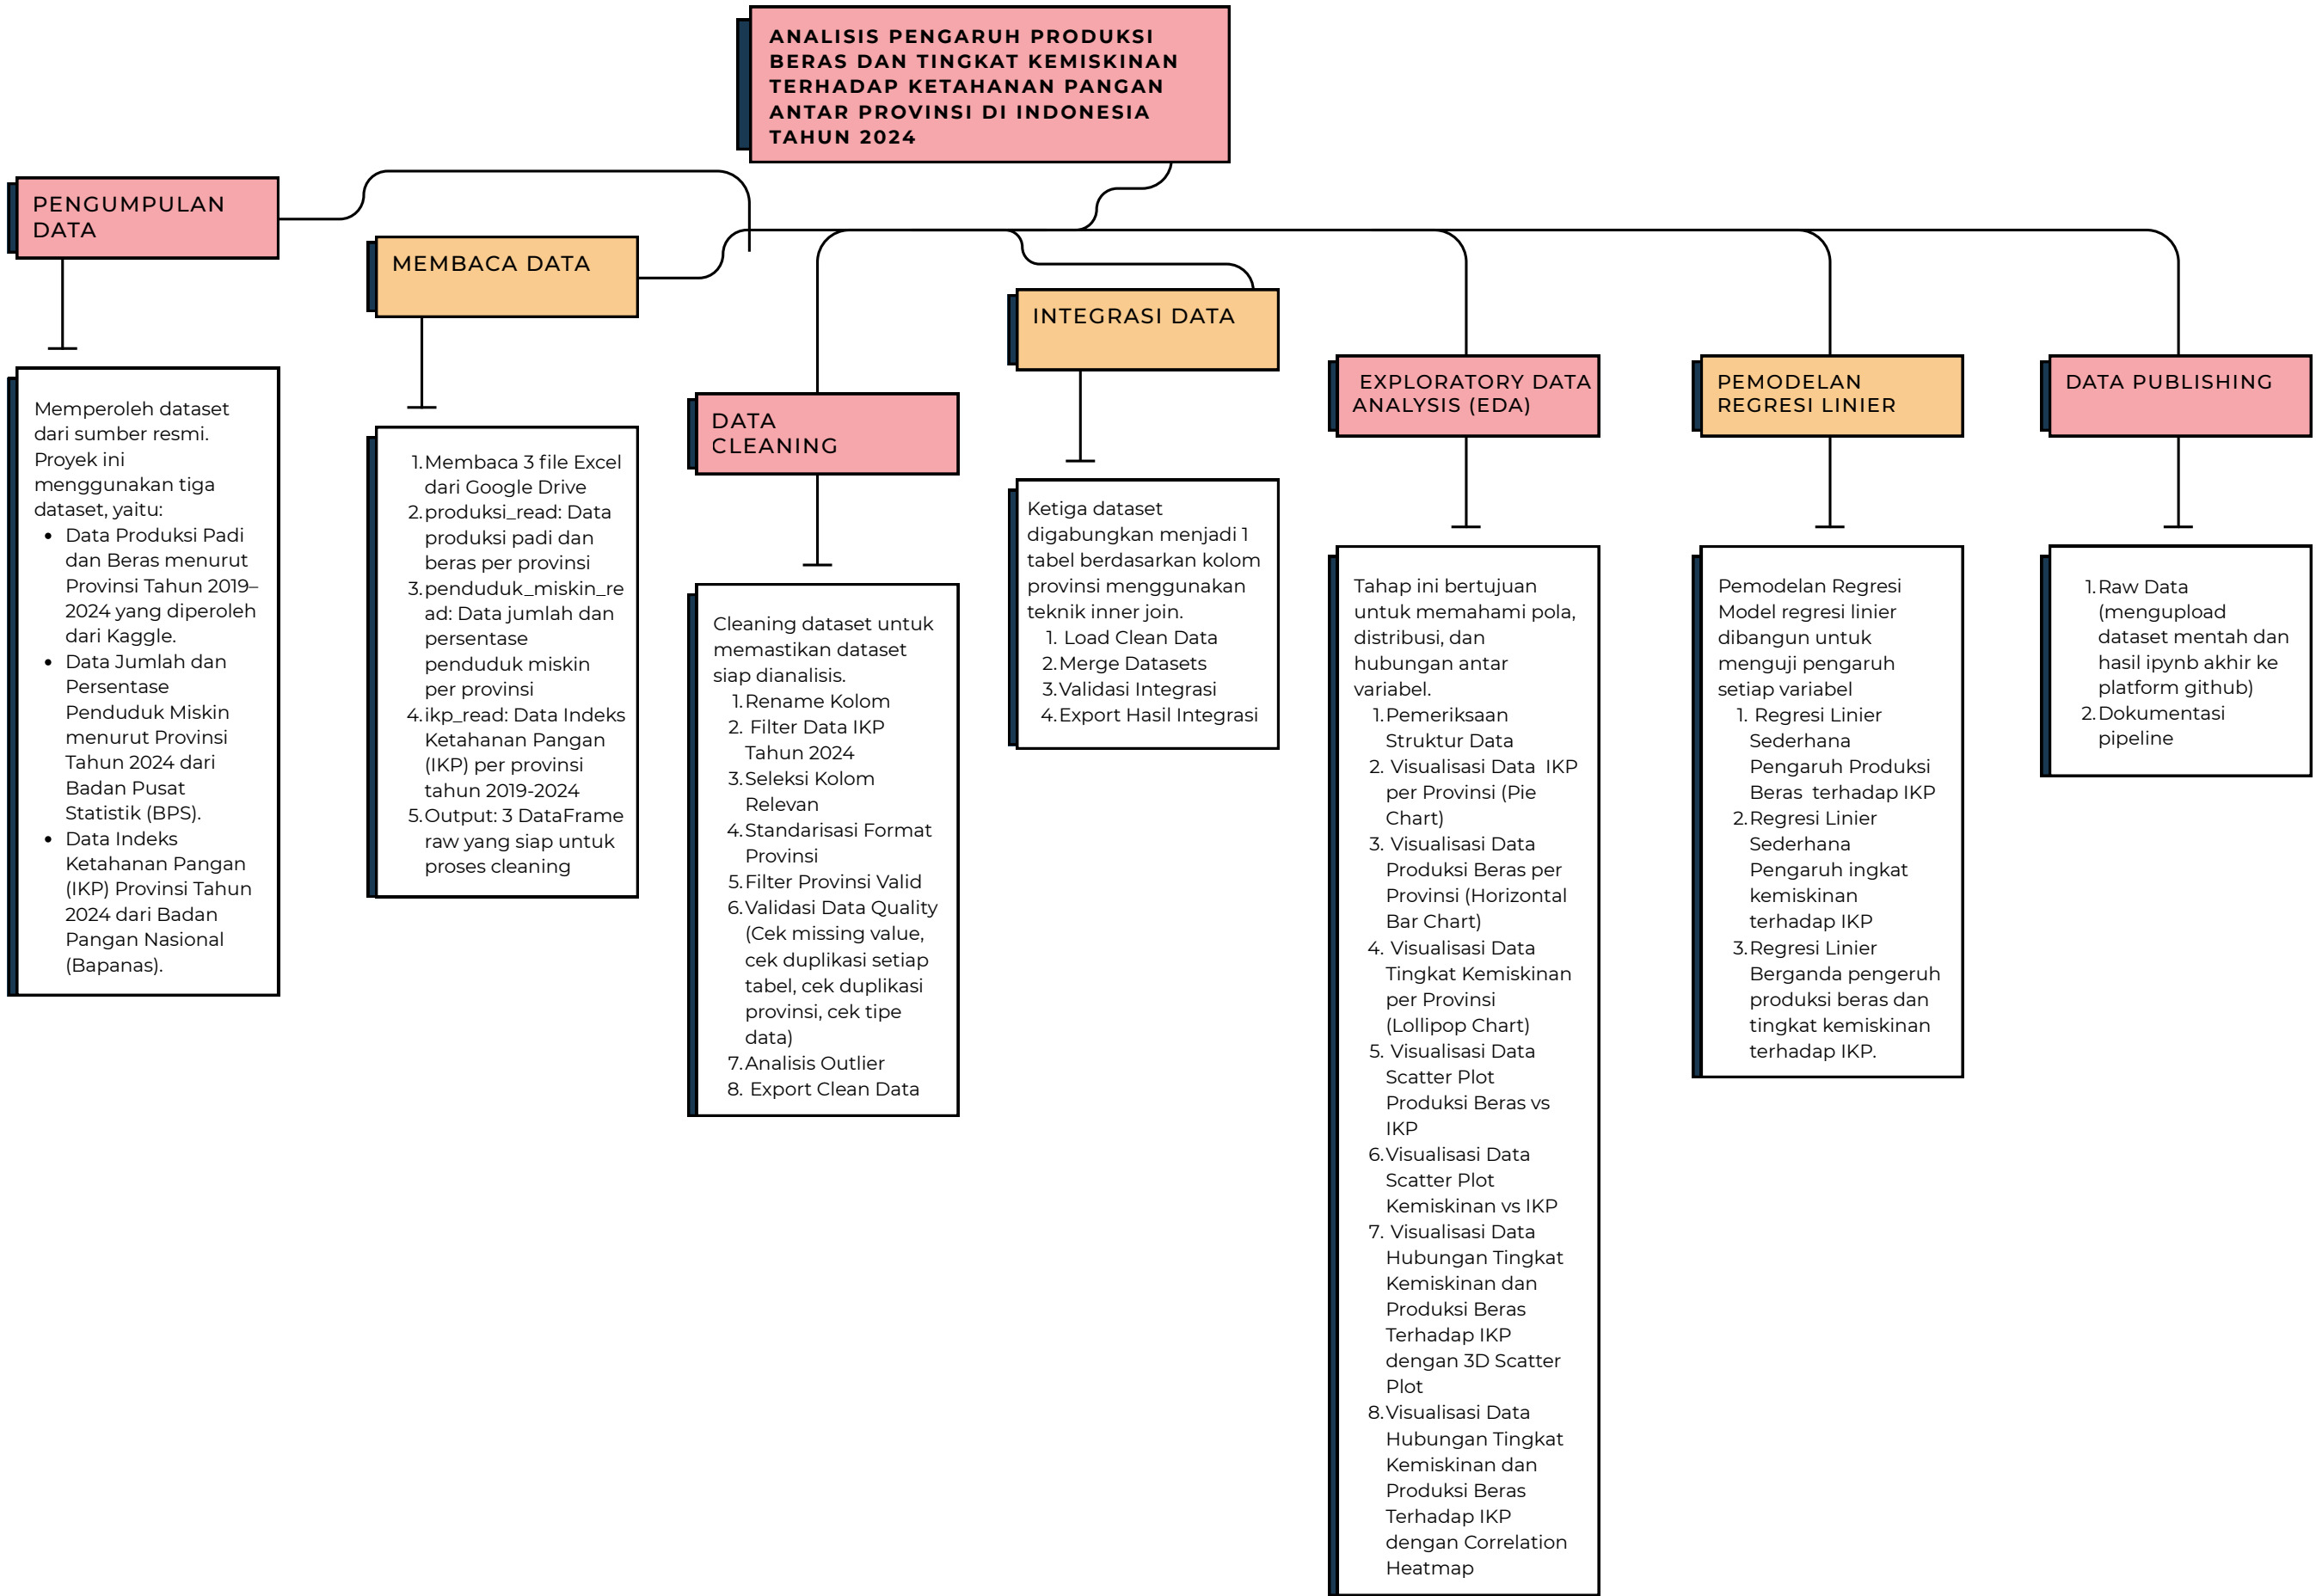 ANALISIS PENGARUH PRODUKSI
BERAS DAN TINGKAT KEMISKINAN
TERHADAP KETAHANAN PANGAN
ANTAR PROVINSI DI INDONESIA
TAHUN 2024
PENGUMPULAN
DATA
Memperoleh dataset
dari sumber resmi.
Proyek ini
menggunakan tiga
dataset, yaitu:
• Data Produksi Padi
dan Beras menurut
Provinsi Tahun 2019–
2024 yang diperoleh
dari Kaggle.
• Data Jumlah dan
Persentase
Penduduk Miskin
menurut Provinsi
Tahun 2024 dari
Badan Pusat
Statistik (BPS).
• Data Indeks
Ketahanan Pangan
(IKP) Provinsi Tahun
2024 dari Badan
Pangan Nasional
(Bapanas).
MEMBACA DATA
1. Membaca 3 file Excel
dari Google Drive
2. produksi_read: Data
produksi padi dan
beras per provinsi
3. penduduk_miskin_re
ad: Data jumlah dan
persentase
penduduk miskin
per provinsi
4. ikp_read: Data Indeks
Ketahanan Pangan
(IKP) per provinsi
tahun 2019-2024
5. Output: 3 DataFrame
raw yang siap untuk
proses cleaning
DATA
CLEANING
Cleaning dataset untuk
memastikan dataset
siap dianalisis.
1. Rename Kolom
2. Filter Data IKP
Tahun 2024
3. Seleksi Kolom
Relevan
4. Standarisasi Format
Provinsi
5. Filter Provinsi Valid
6. Validasi Data Quality
(Cek missing value,
cek duplikasi setiap
tabel, cek duplikasi
provinsi, cek tipe
data)
7. Analisis Outlier
8. Export Clean Data
INTEGRASI DATA
Ketiga dataset
digabungkan menjadi 1
tabel berdasarkan kolom
provinsi menggunakan
teknik inner join.
1. Load Clean Data
2. Merge Datasets
3. Validasi Integrasi
4. Export Hasil Integrasi
EXPLORATORY DATA
ANALYSIS (EDA)
Tahap ini bertujuan
untuk memahami pola,
distribusi, dan
hubungan antar
variabel.
1. Pemeriksaan
Struktur Data
2. Visualisasi Data IKP
per Provinsi (Pie
Chart)
3. Visualisasi Data
Produksi Beras per
Provinsi (Horizontal
Bar Chart)
4. Visualisasi Data
Tingkat Kemiskinan
per Provinsi
(Lollipop Chart)
5. Visualisasi Data
Scatter Plot
Produksi Beras vs
IKP
6. Visualisasi Data
Scatter Plot
Kemiskinan vs IKP
7. Visualisasi Data
Hubungan Tingkat
Kemiskinan dan
Produksi Beras
Terhadap IKP
dengan 3D Scatter
Plot
8. Visualisasi Data
Hubungan Tingkat
Kemiskinan dan
Produksi Beras
Terhadap IKP
dengan Correlation
Heatmap
PEMODELAN
REGRESI LINIER
Pemodelan Regresi
Model regresi linier
dibangun untuk
menguji pengaruh
setiap variabel
1. Regresi Linier
Sederhana
Pengaruh Produksi
Beras terhadap IKP
2. Regresi Linier
Sederhana
Pengaruh ingkat
kemiskinan
terhadap IKP
3. Regresi Linier
Berganda pengeruh
produksi beras dan
tingkat kemiskinan
terhadap IKP.
DATA PUBLISHING
1. Raw Data
(mengupload
dataset mentah dan
hasil ipynb akhir ke
platform github)
2. Dokumentasi
pipeline